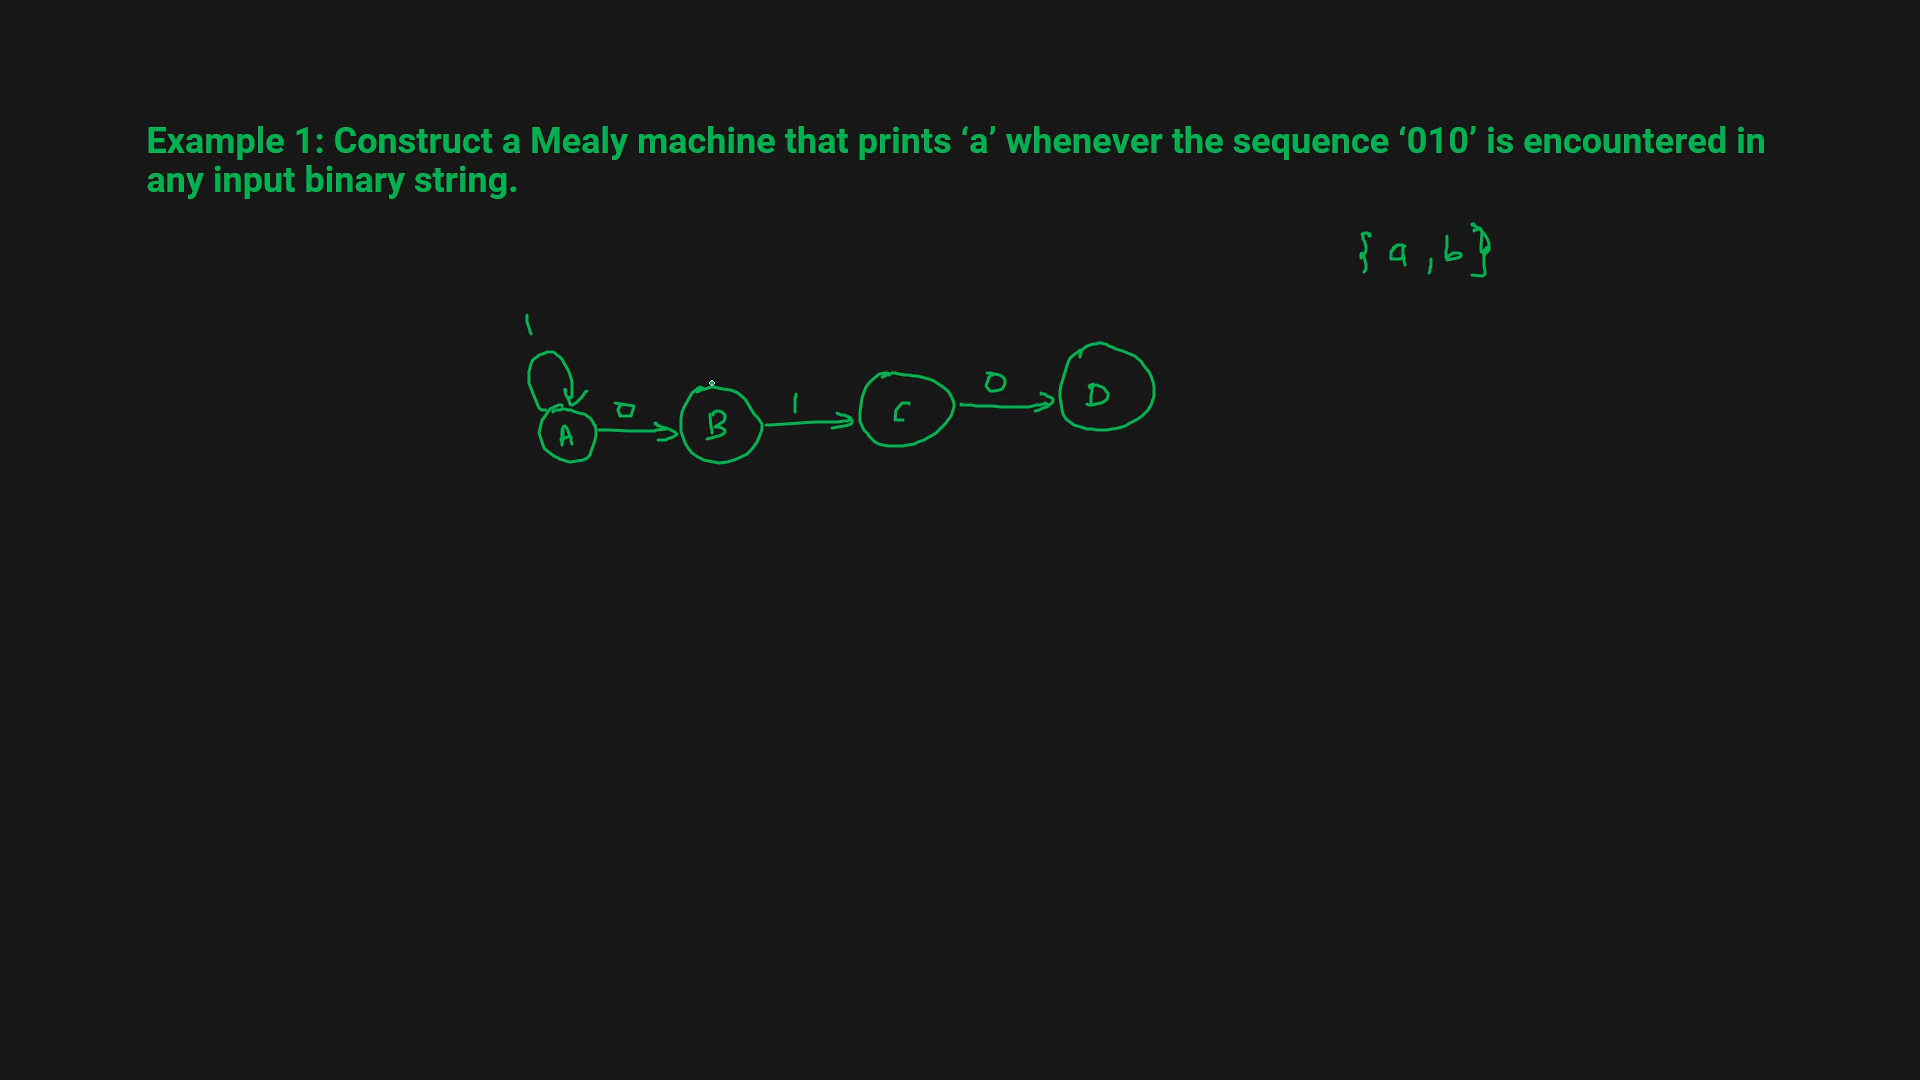 Example 1: Construct a Mealy machine that prints ‘a’ whenever the sequence ‘010’ is encountered in
any input binary string.
{a,b}
1
0 1 0
A B C D